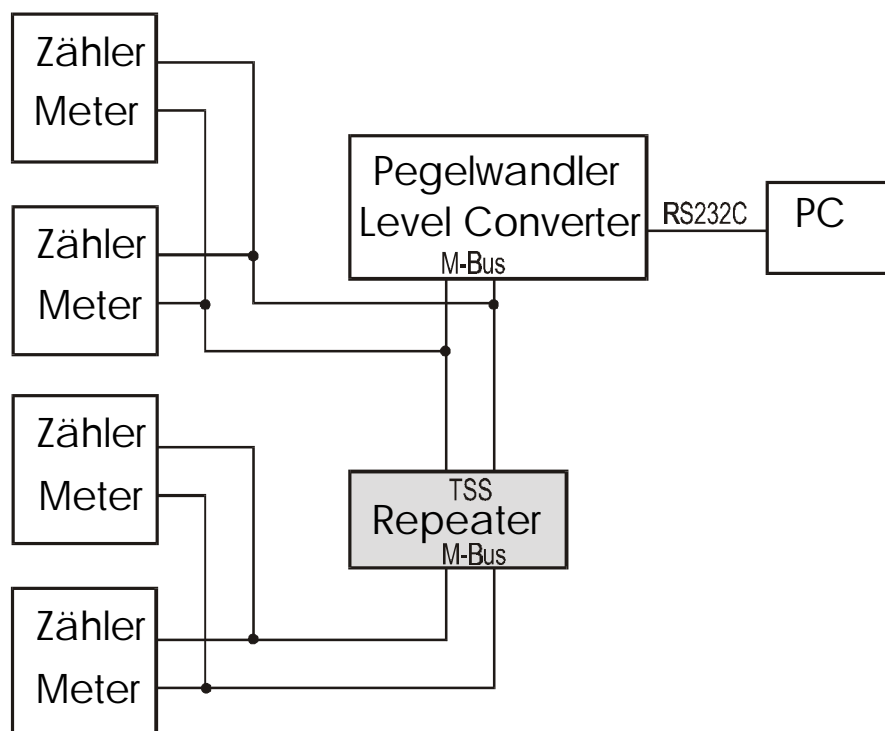 Zähler
Meter
Zähler
Meter
Pegelwandler
Level Converter
M-Bus
RS232C
PC
Zähler
Meter
TSS
Repeater
M-Bus
Zähler
Meter